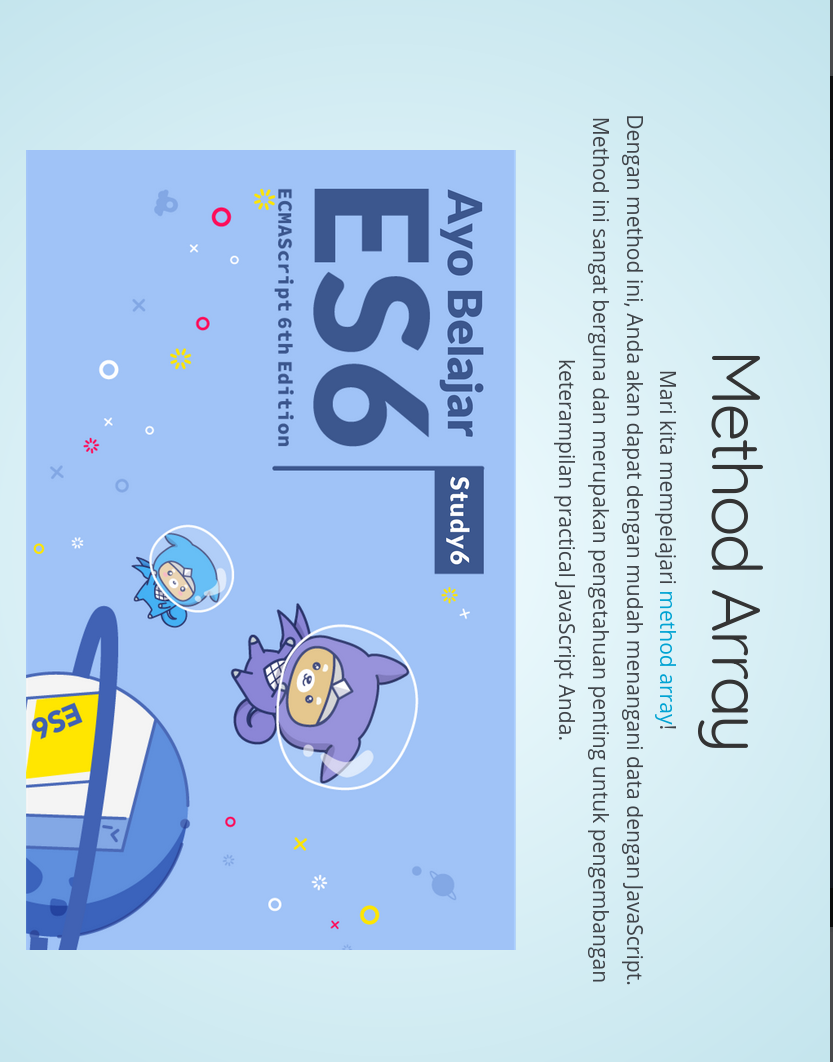 Method Array
Mari kita mempelajari method array!
Dengan method ini, Anda akan dapat dengan mudah menangani data dengan JavaScript.
Method ini sangat berguna dan merupakan pengetahuan penting untuk pengembangan
keterampilan practical JavaScript Anda.
Ayo Belajar
ES6
ECMAScript 6th Edition
Study6
ES6